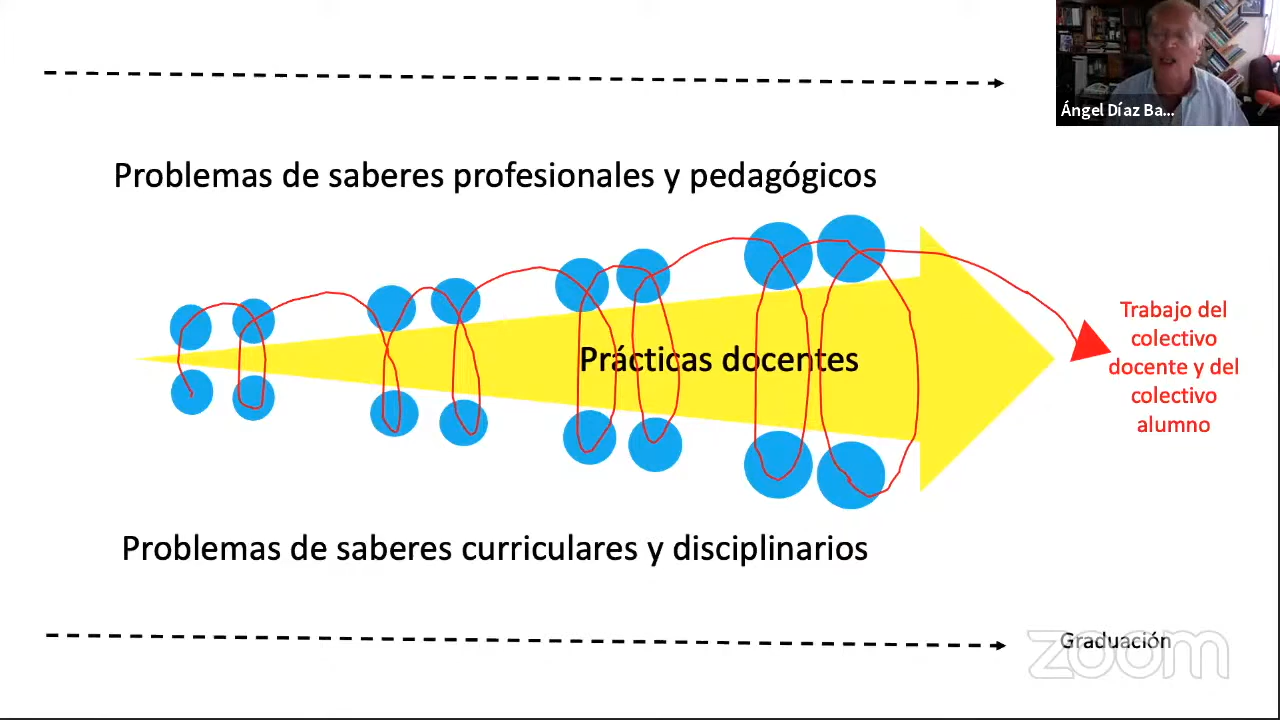 Ángel Díaz Ba...
Problemas de saberes profesionales y pedagógicos
Prácticas docentes
Trabajo del
colectivo
docente y del
colectivo
alumno
Problemas de saberes curriculares y disciplinarios
Graduación
zoom